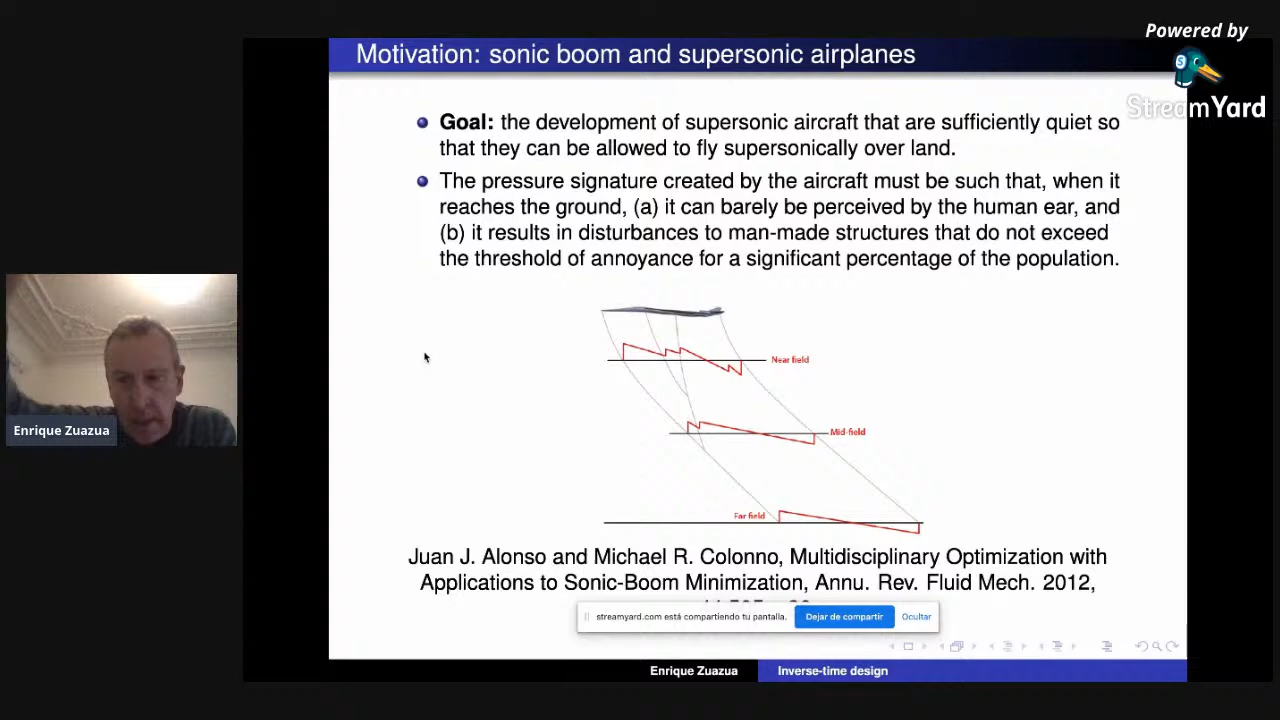 Powered by
StreamYard
Motivation: sonic boom and supersonic airplanes
Goal: the development of supersonic aircraft that are sufficiently quiet so
that they can be allowed to fly supersonically over land.
The pressure signature created by the aircraft must be such that, when it
reaches the ground, (a) it can barely be perceived by the human ear, and
(b) it results in disturbances to man-made structures that do not exceed
the threshold of annoyance for a significant percentage of the population.
Near field
Mid-field
Far field
Enrique Zuazua
Juan J. Alonso and Michael R. Colonno, Multidisciplinary Optimization with
Applications to Sonic-Boom Minimization, Annu. Rev. Fluid Mech. 2012,
streamyard.com está compartiendo tu pantalla.
Dejar de compartir
Ocultar
Enrique Zuazua
Inverse-time design